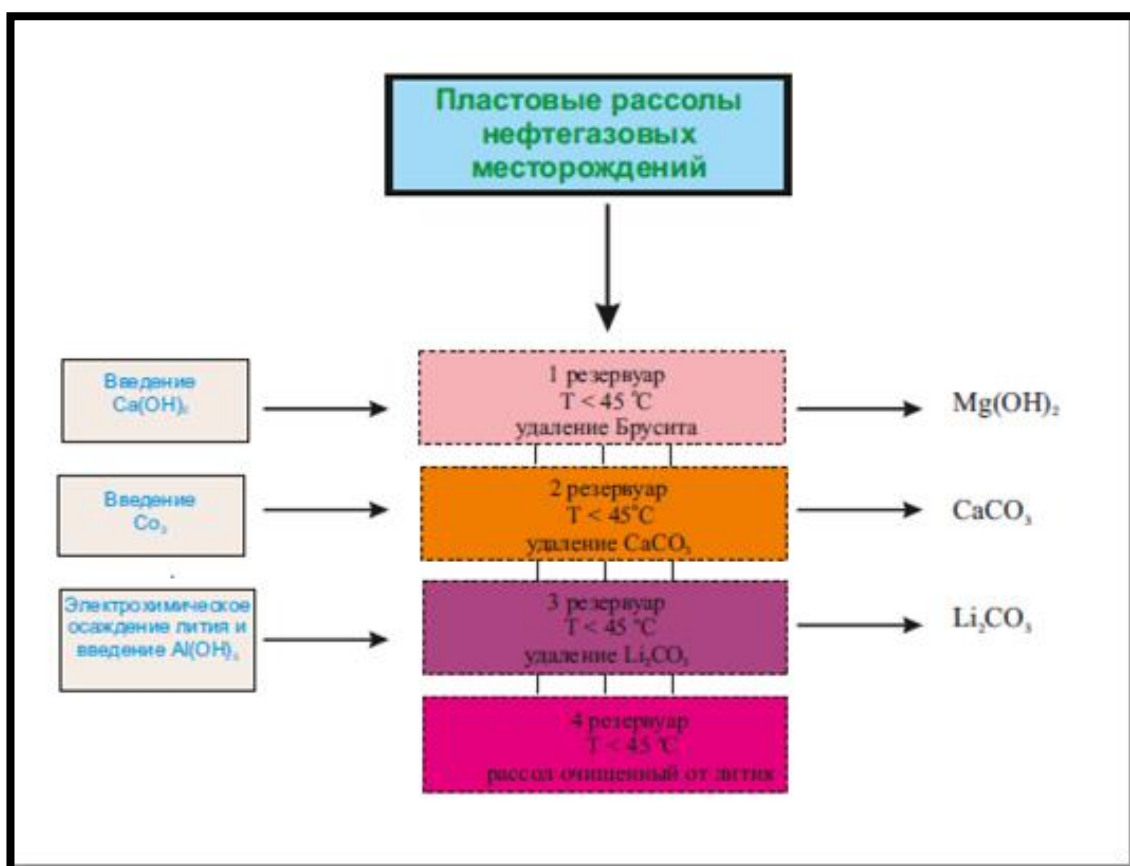 Пластовые рассолы
нефтегазовых
месторождений
Введение
Ca(OH)₂
1 резервуар
T < 45 °C
удаление Брусита
Mg(OH)₂
Введение
Co₃
2 резервуар
T < 45°C
удаление CaCO₃
CaCO₃
Электрохимическое
осаждение лития и
введение Al(OH)₃
3 резервуар
T < 45 °C
удаление Li₂CO₃
Li₂CO₃
4 резервуар
T < 45 °C
рассол очищенный от лития